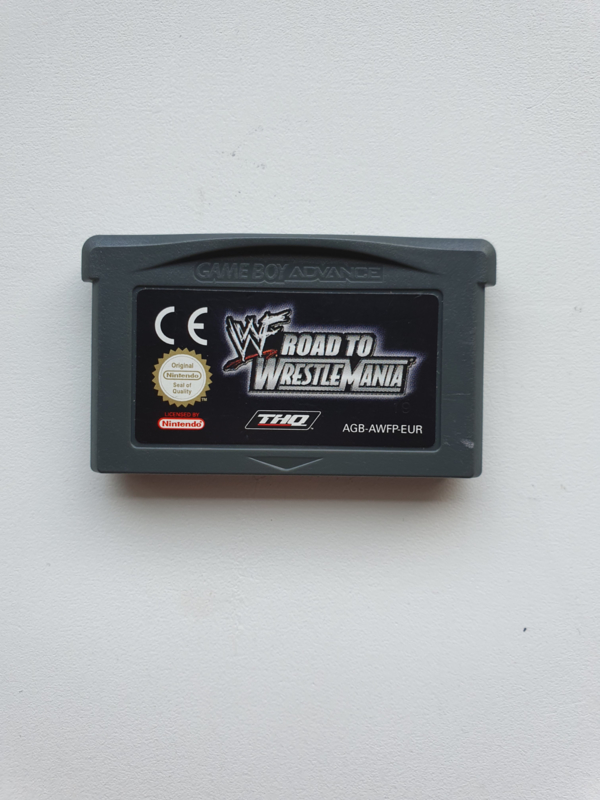 GAME BOY ADVANCE
CE
WF
ROAD TO
WRESTLEMANIA
Original
Nintendo
Seal of
Quality
TM
LICENSED BY
Nintendo
THQ
AGB-AWFP-EUR